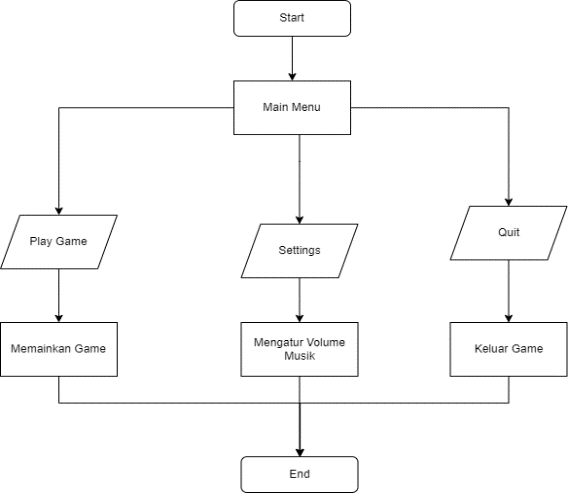 Start
Main Menu
Play Game
Settings
Quit
Memainkan Game
Mengatur Volume
Musik
Keluar Game
End